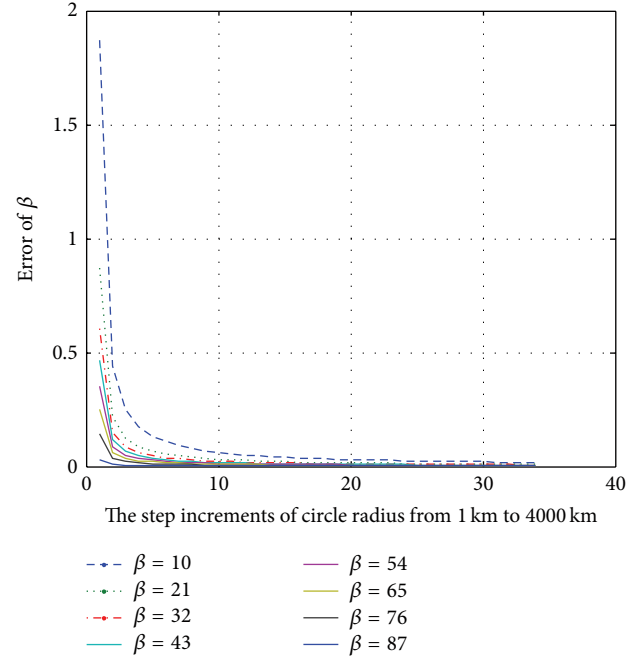 2
1.5
1
0.5
0
Error of β
0 10 20 30 40
The step increments of circle radius from 1 km to 4000 km
β = 10
β = 21
β = 32
β = 43
β = 54
β = 65
β = 76
β = 87